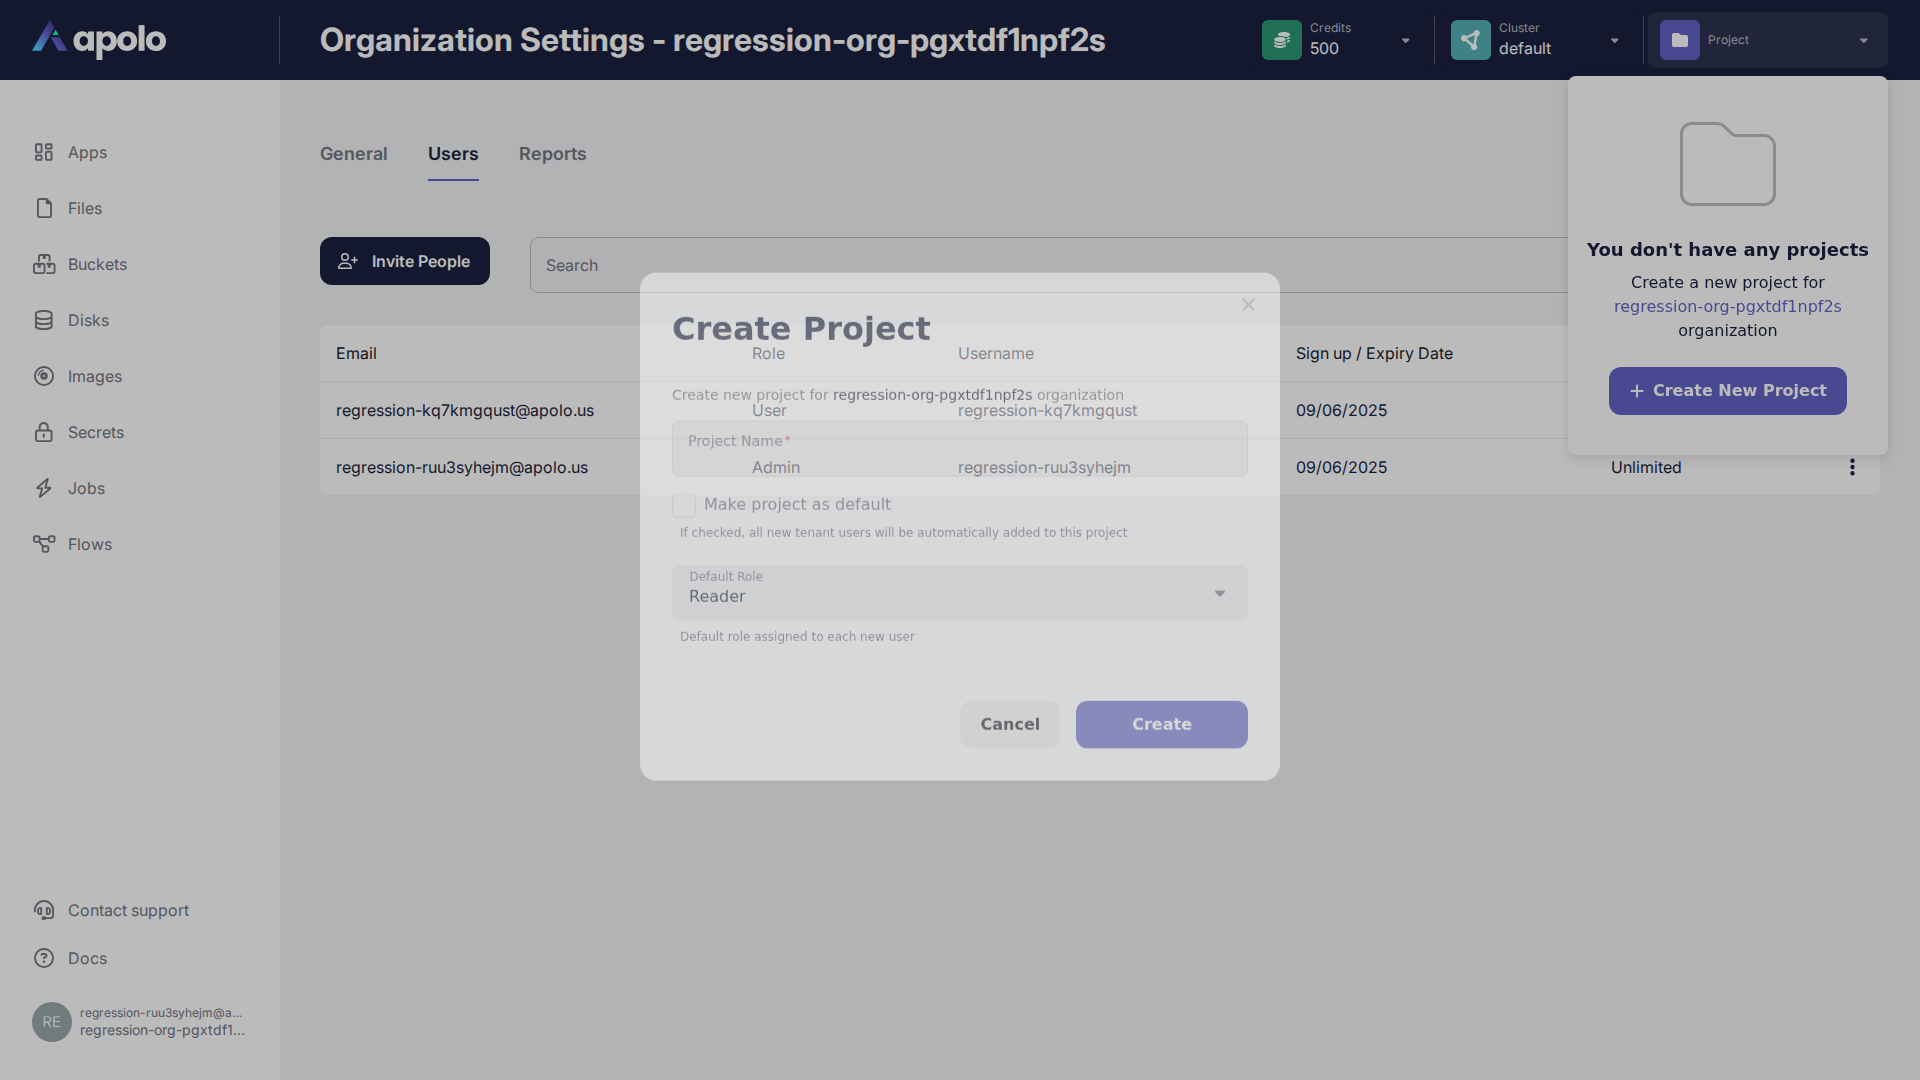 apolo
Organization Settings - regression-org-pgxtdf1npf2s
Credits
500
Cluster
default
Project
Apps
Files
Buckets
Disks
Images
Secrets
Jobs
Flows
Contact support
Docs
RE
regression-ruu3syhejm@a...
regression-org-pgxtdf1...
General
Users
Reports
Invite People
Search
Email
Role
Username
Sign up / Expiry Date
regression-kq7kmgqust@apolo.us
User
regression-kq7kmgqust
09/06/2025
regression-ruu3syhejm@apolo.us
Admin
regression-ruu3syhejm
09/06/2025
Unlimited
You don't have any projects
Create a new project for
regression-org-pgxtdf1npf2s
organization
Create New Project
Create Project
Create new project for regression-org-pgxtdf1npf2s organization
Project Name*
Make project as default
If checked, all new tenant users will be automatically added to this project
Default Role
Reader
Default role assigned to each new user
Cancel
Create